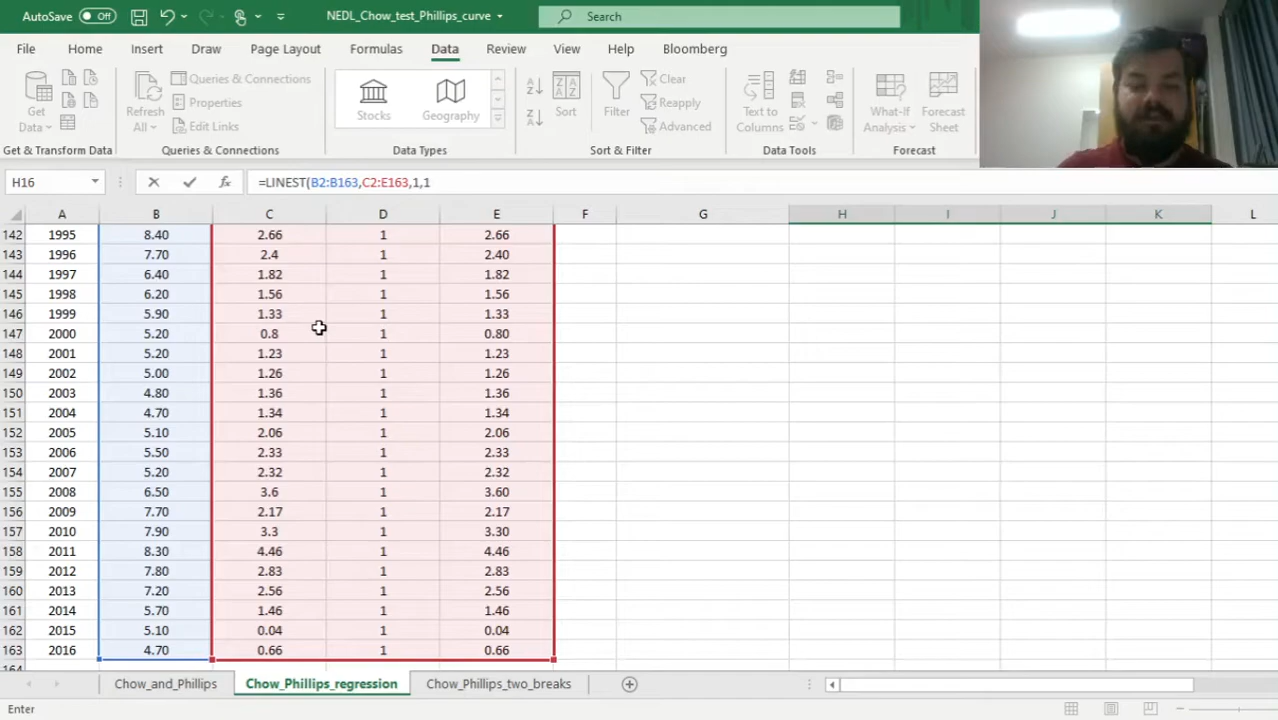 AutoSave Off NEDL_Chow_test_Phillips_curve Search
File Home Insert Draw Page Layout Formulas Data Review View Help Bloomberg
Get Data Refresh All Queries & Connections Properties Edit Links Stocks Geography Sort Filter Clear Reapply Advanced Text to Columns What-If Analysis Forecast Sheet
Get & Transform Data Queries & Connections Data Types Sort & Filter Data Tools Forecast
H16 fx =LINEST(B2:B163,C2:E163,1,1
A B C D E F G H I J K L
142 1995 8.40 2.66 1 2.66
143 1996 7.70 2.4 1 2.40
144 1997 6.40 1.82 1 1.82
145 1998 6.20 1.56 1 1.56
146 1999 5.90 1.33 1 1.33
147 2000 5.20 0.8 1 0.80
148 2001 5.20 1.23 1 1.23
149 2002 5.00 1.26 1 1.26
150 2003 4.80 1.36 1 1.36
151 2004 4.70 1.34 1 1.34
152 2005 5.10 2.06 1 2.06
153 2006 5.50 2.33 1 2.33
154 2007 5.20 2.32 1 2.32
155 2008 6.50 3.6 1 3.60
156 2009 7.70 2.17 1 2.17
157 2010 7.90 3.3 1 3.30
158 2011 8.30 4.46 1 4.46
159 2012 7.80 2.83 1 2.83
160 2013 7.20 2.56 1 2.56
161 2014 5.70 1.46 1 1.46
162 2015 5.10 0.04 1 0.04
163 2016 4.70 0.66 1 0.66
164
Chow_and_Phillips Chow_Phillips_regression Chow_Phillips_two_breaks
Enter